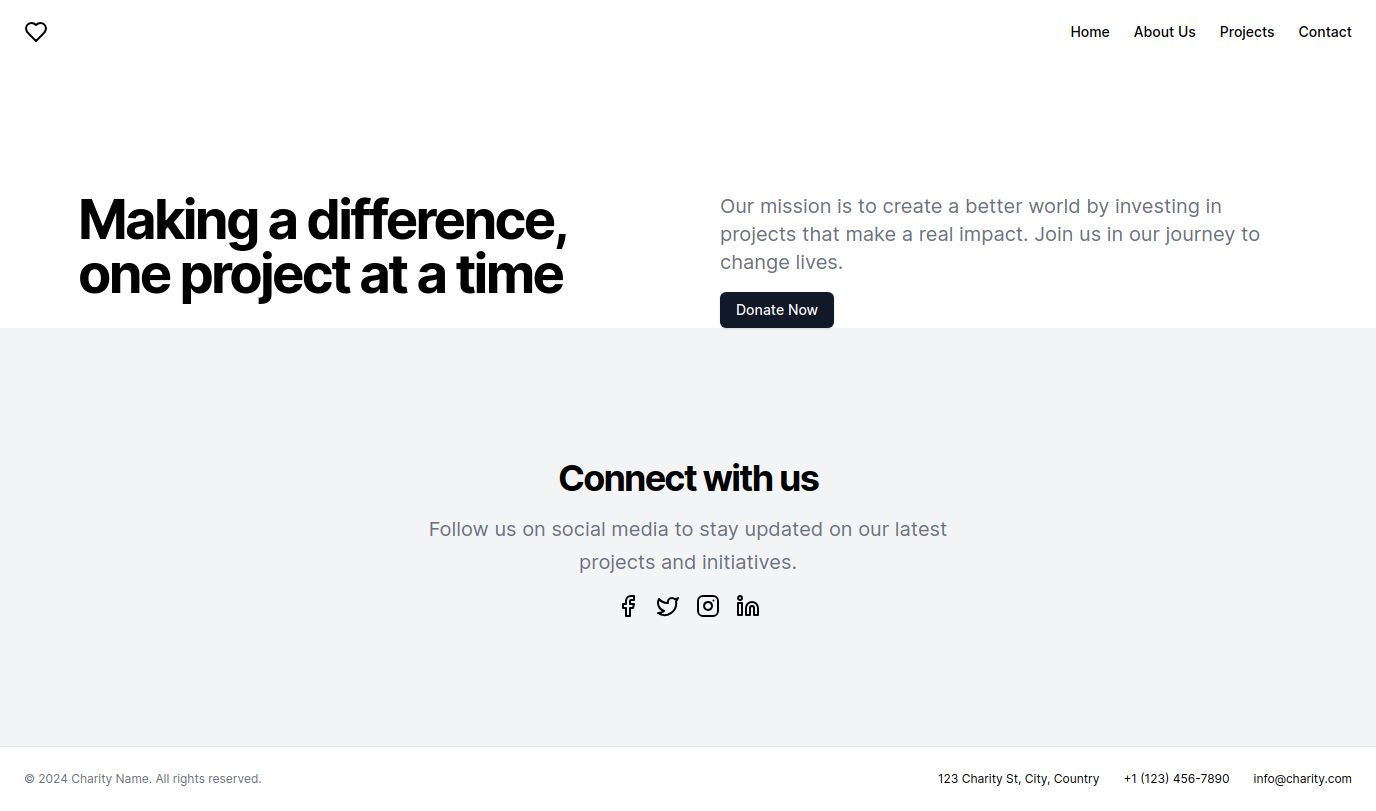 Home
About Us
Projects
Contact
Making a difference,
one project at a time
Our mission is to create a better world by investing in
projects that make a real impact. Join us in our journey to
change lives.
Donate Now
Connect with us
Follow us on social media to stay updated on our latest
projects and initiatives.
© 2024 Charity Name. All rights reserved.
123 Charity St, City, Country
+1 (123) 456-7890
info@charity.com